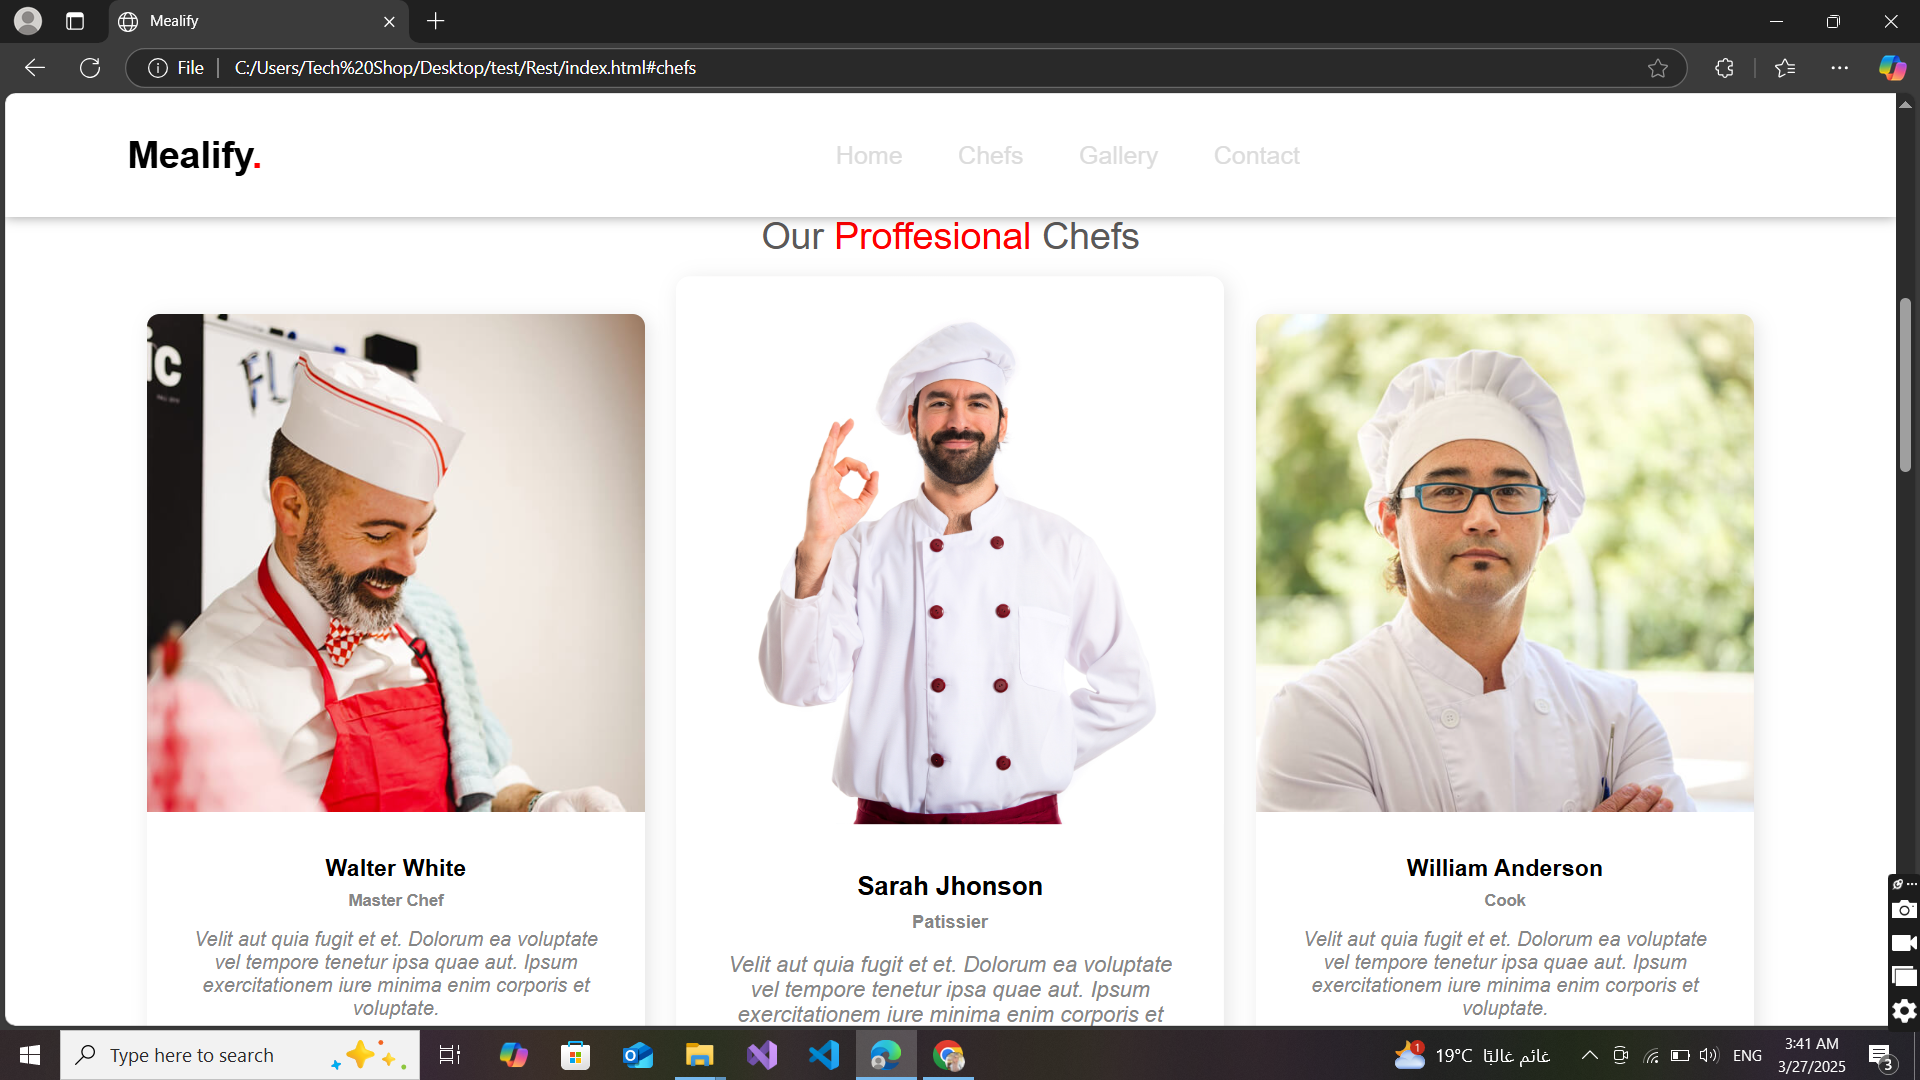 Mealify
File
C:/Users/Tech%20Shop/Desktop/test/Rest/index.html#chefs
Mealify.
Home
Chefs
Gallery
Contact
Our Proffesional Chefs
ic
FL
Walter White
Master Chef
Velit aut quia fugit et et. Dolorum ea voluptate
vel tempore tenetur ipsa quae aut. Ipsum
exercitationem iure minima enim corporis et
voluptate.
Sarah Jhonson
Patissier
Velit aut quia fugit et et. Dolorum ea voluptate
vel tempore tenetur ipsa quae aut. Ipsum
exercitationem iure minima enim corporis et
William Anderson
Cook
Velit aut quia fugit et et. Dolorum ea voluptate
vel tempore tenetur ipsa quae aut. Ipsum
exercitationem iure minima enim corporis et
voluptate.
Type here to search
1
19°C غائم غالبًا
ENG
3:41 AM
3/27/2025
3